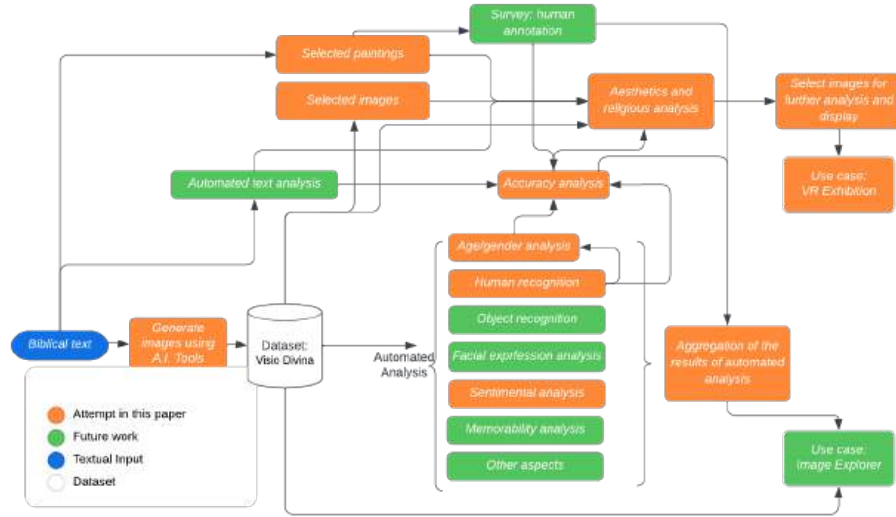 Survey: human
annotation
Selected paintings
Selected images
Aesthetics and
religious analysis
Select images for
further analysis and
display
Automated text analysis
Accuracy analysis
Use case:
VR Exhibition
Age/gender analysis
Human recognition
Object recognition
Facial exprfession analysis
Sentimental analysis
Memorability analysis
Other aspects
Biblical text
Generate
images using
A.I. Tools
Dataset:
Visio Divina
Automated
Analysis
Aggregation of the
results of automated
analysis
Use case:
Image Explorer
Attempt in this paper
Future work
Textual Input
Dataset